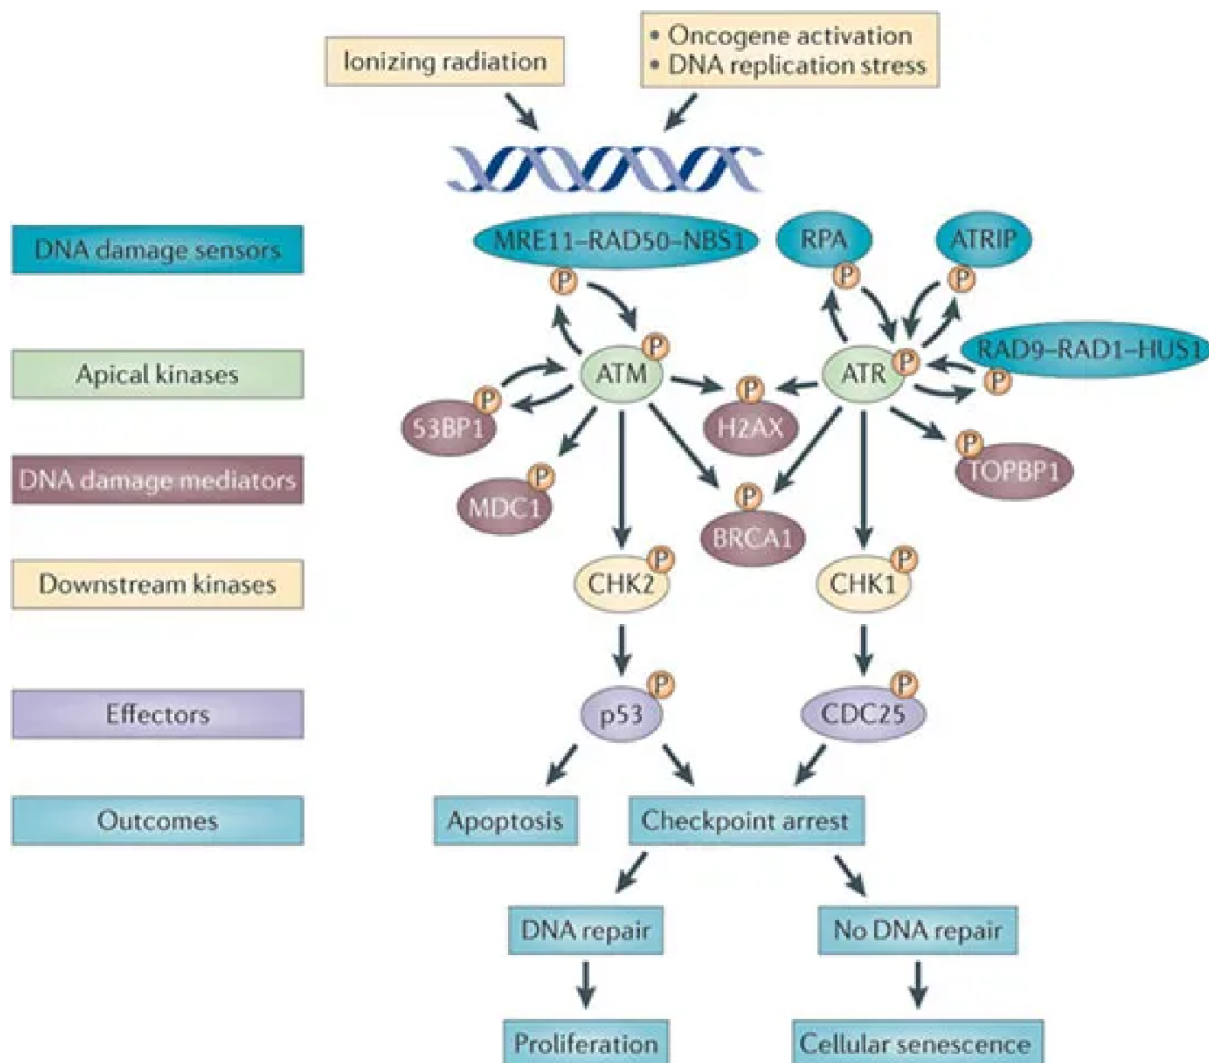 Ionizing radiation
• Oncogene activation
• DNA replication stress
DNA damage sensors
MRE11–RAD50–NBS1
RPA
ATRIP
P
P
P
RAD9–RAD1–HUS1
P
Apical kinases
ATM
P
ATR
P
53BP1
P
H2AX
P
TOPBP1
P
DNA damage mediators
MDC1
P
BRCA1
P
Downstream kinases
CHK2
P
CHK1
P
Effectors
p53
P
CDC25
P
Outcomes
Apoptosis
Checkpoint arrest
DNA repair
No DNA repair
Proliferation
Cellular senescence